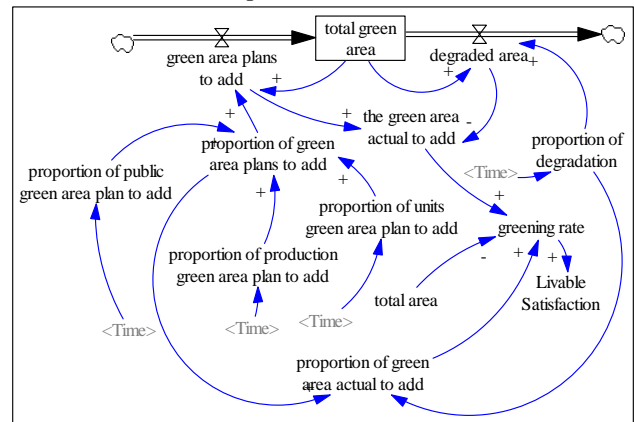 total green
area
green area plans
to add
degraded area
+
+
+
+
-
the green area
actual to add
+
+
proportion of green
area plans to add
proportion of
degradation
proportion of public
green area plan to add
<Time>
+
+
+
proportion of units
green area plan to add
greening rate
proportion of production
green area plan to add
+
+
-
Livable
Satisfaction
total area
<Time>
<Time>
<Time>
proportion of green
area actual to add
+
-